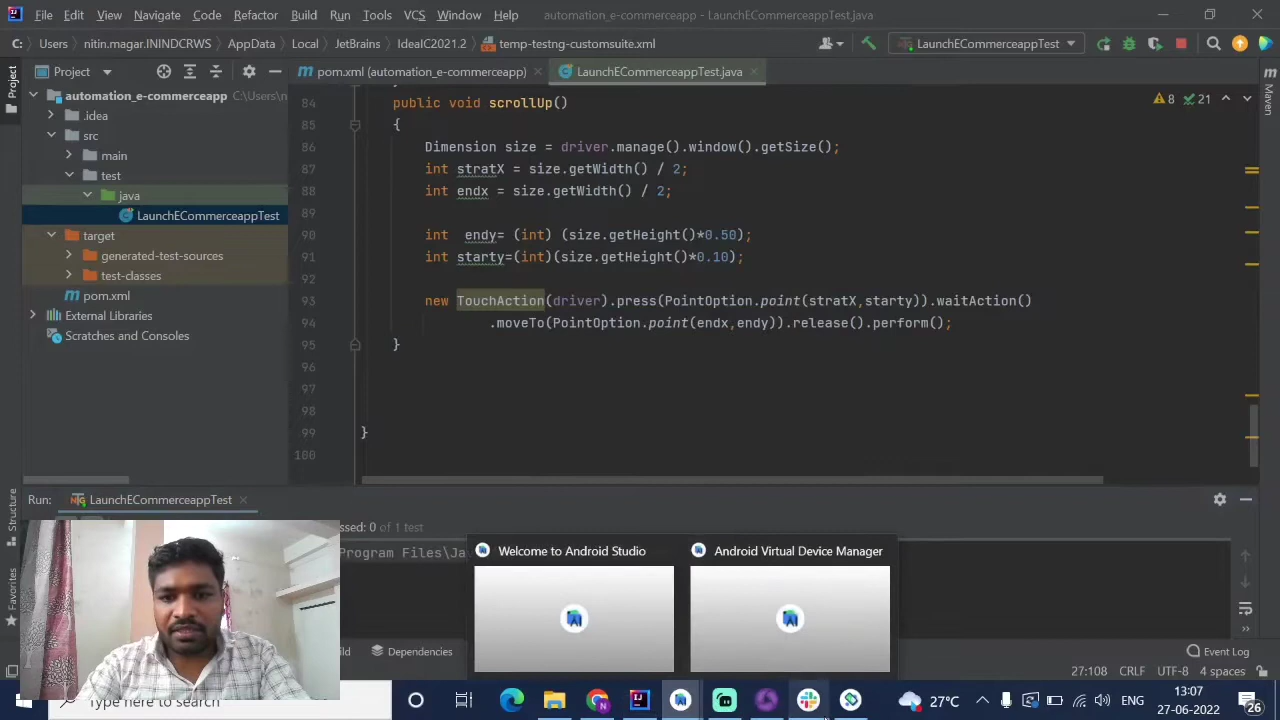 File Edit View Navigate Code Refactor Build Run Tools VCS Window Help automation_e-commerceapp - LaunchECommerceappTest.java
C: Users nitin.magar.ININDCRWS AppData Local JetBrains IdeaIC2021.2 temp-testng-customsuite.xml LaunchECommerceappTest
Project pom.xml (automation_e-commerceapp) LaunchECommerceappTest.java
Project
Maven
automation_e-commerceapp C:\Users\n
.idea
src
main
test
java
LaunchECommerceappTest
target
generated-test-sources
test-classes
pom.xml
External Libraries
Scratches and Consoles
8 21
84 public void scrollUp()
85 {
86 Dimension size = driver.manage().window().getSize();
87 int stratX = size.getWidth() / 2;
88 int endx = size.getWidth() / 2;
89
90 int endy= (int) (size.getHeight()*0.50);
91 int starty=(int)(size.getHeight()*0.10);
92
93 new TouchAction(driver).press(PointOption.point(stratX,starty)).waitAction()
94 .moveTo(PointOption.point(endx,endy)).release().perform();
95 }
96
97
98
99 }
100
Structure
Favorites
Run: LaunchECommerceappTest
ssed: 0 of 1 test
Program Files\Ja
Welcome to Android Studio Android Virtual Device Manager
ld Dependencies Event Log
27:108 CRLF UTF-8 4 spaces
Type here to search
27°C ENG 13:07
27-06-2022 26